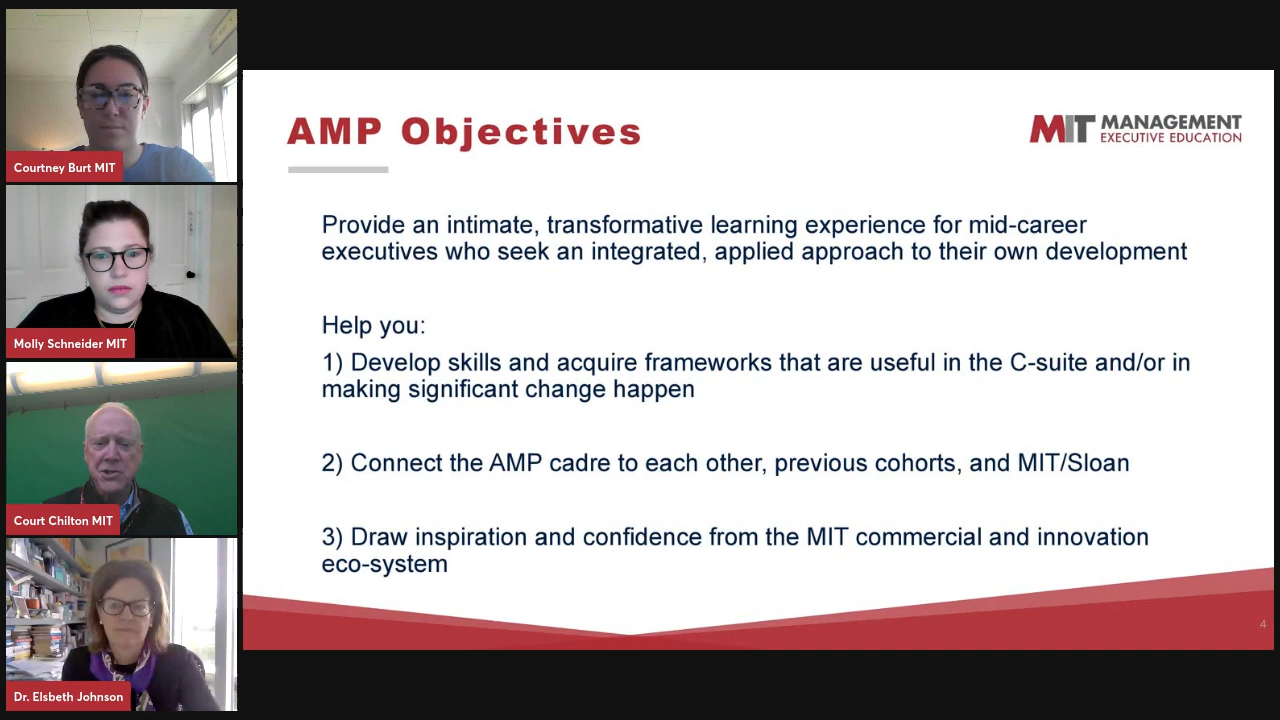 Courtney Burt MIT
Molly Schneider MIT
Court Chilton MIT
Dr. Elsbeth Johnson
AMP Objectives
MIT MANAGEMENT
EXECUTIVE EDUCATION
Provide an intimate, transformative learning experience for mid-career
executives who seek an integrated, applied approach to their own development
Help you:
1) Develop skills and acquire frameworks that are useful in the C-suite and/or in
making significant change happen
2) Connect the AMP cadre to each other, previous cohorts, and MIT/Sloan
3) Draw inspiration and confidence from the MIT commercial and innovation
eco-system
4